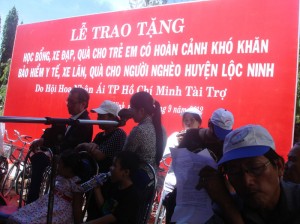 LỄ TRAO TẶNG
HỌC BỔNG, XE ĐẠP, QUÀ CHO TRẺ EM CÓ HOÀN CẢNH KHÓ KHĂN
BẢO HIỂM Y TẾ, XE LĂN, QUÀ CHO NGƯỜI NGHÈO HUYỆN LỘC NINH
Do Hội Hoa Nhân Ái TP Hồ Chí Minh Tài Trợ